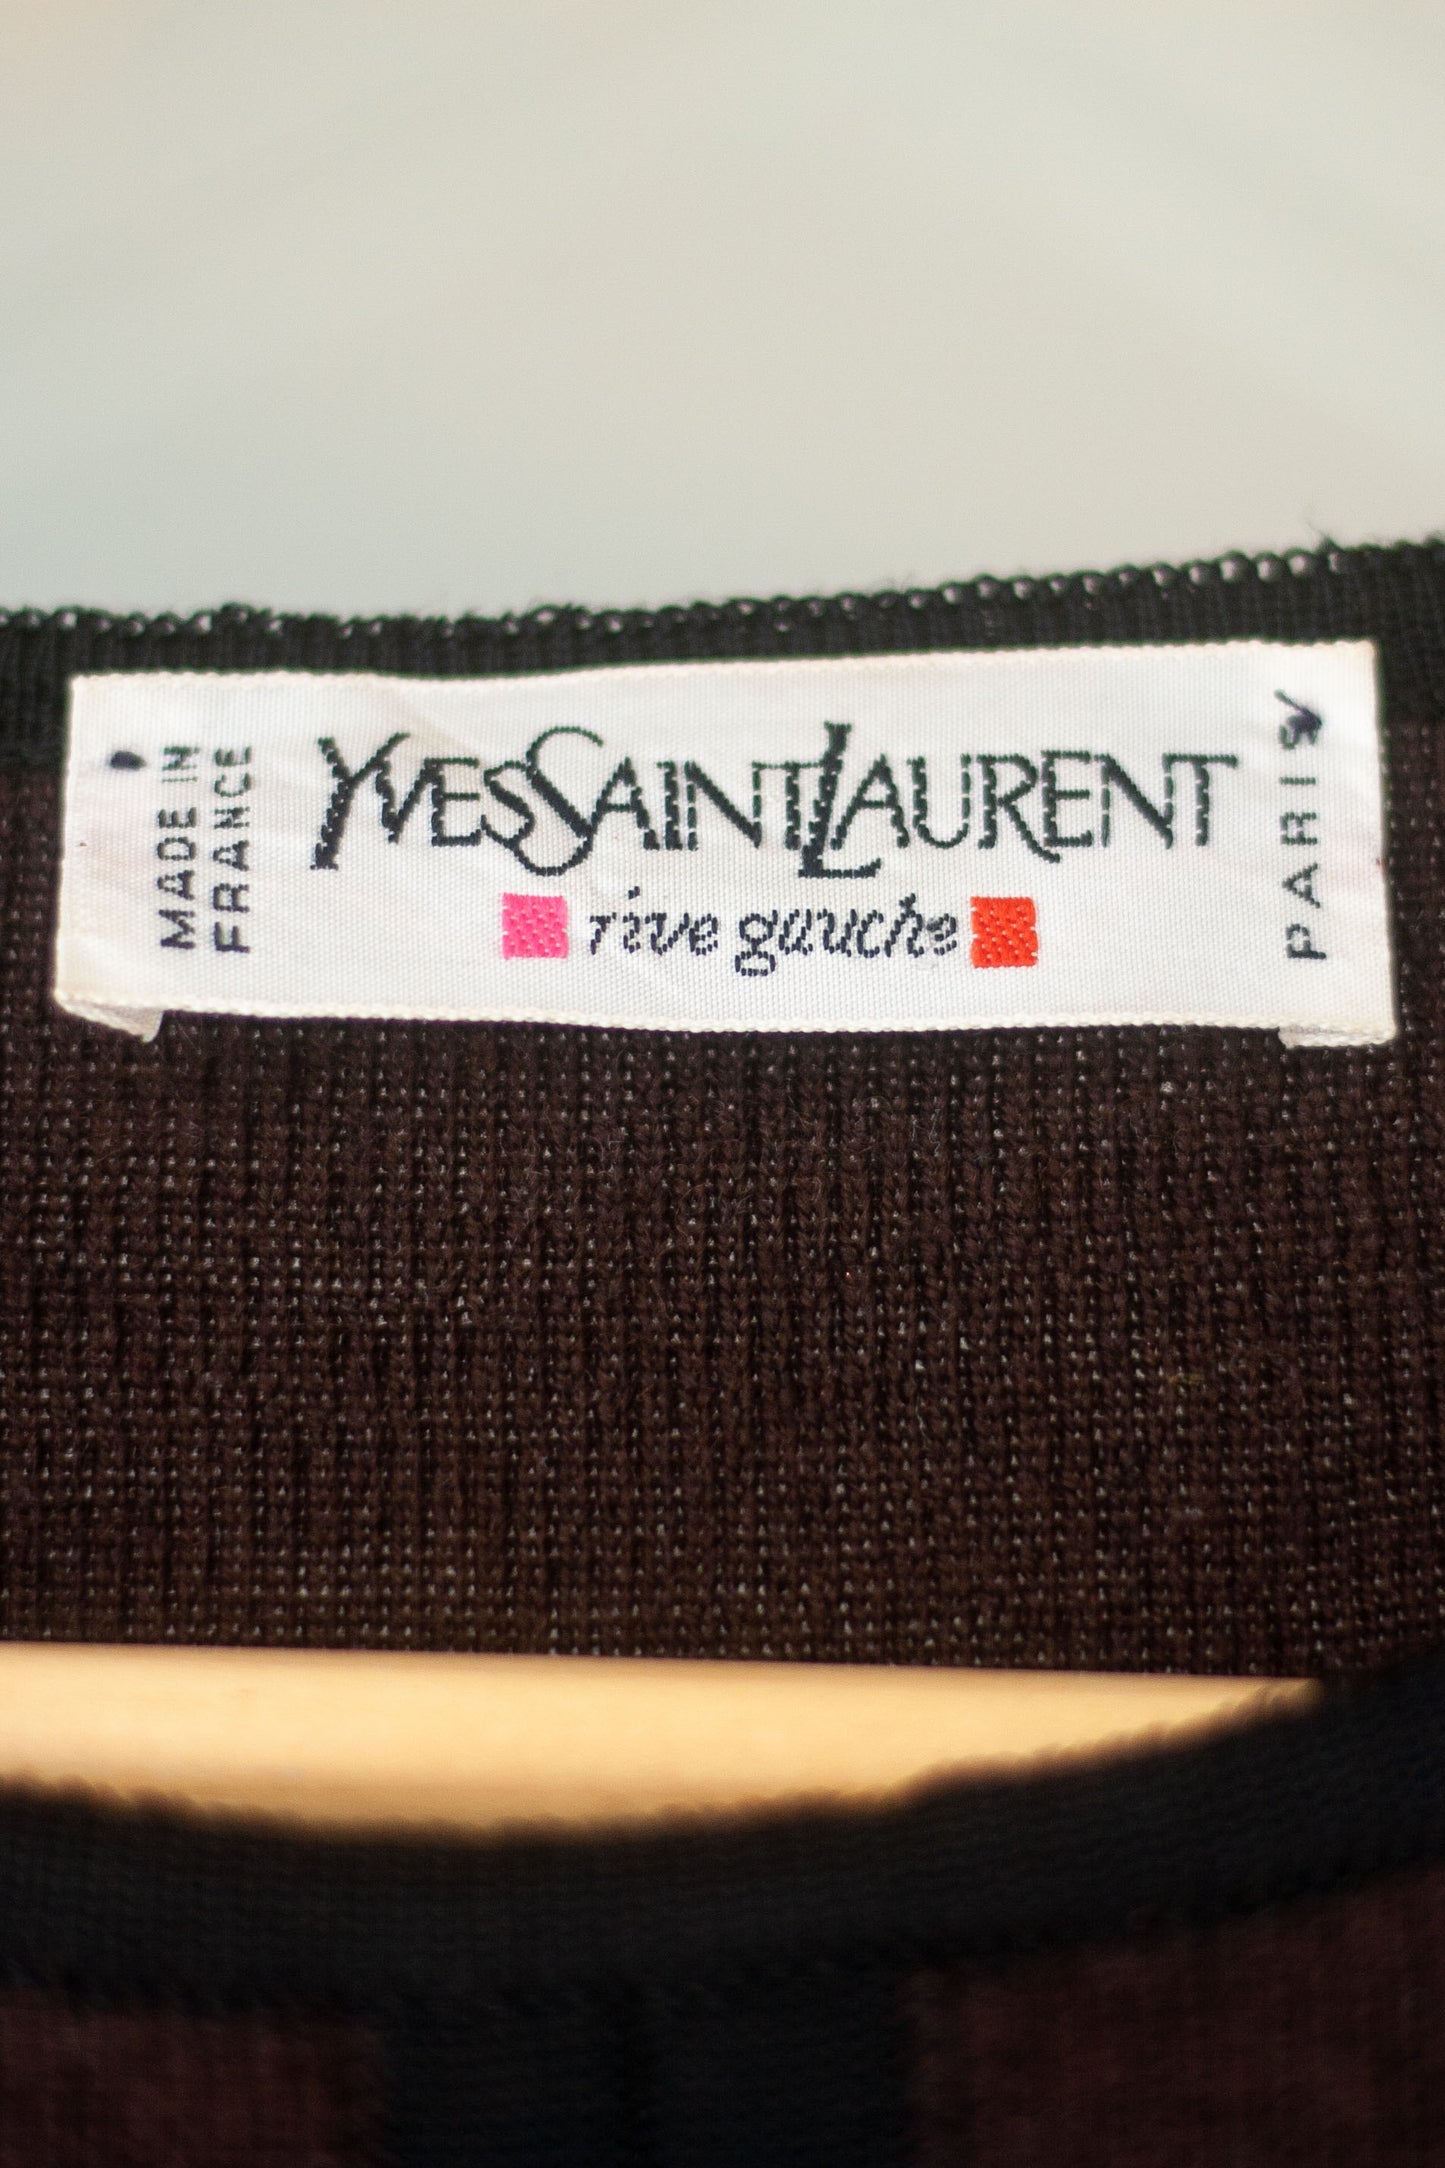 MADE IN
FRANCE
YVESSAINTLAURENT
rive gauche
PARIS